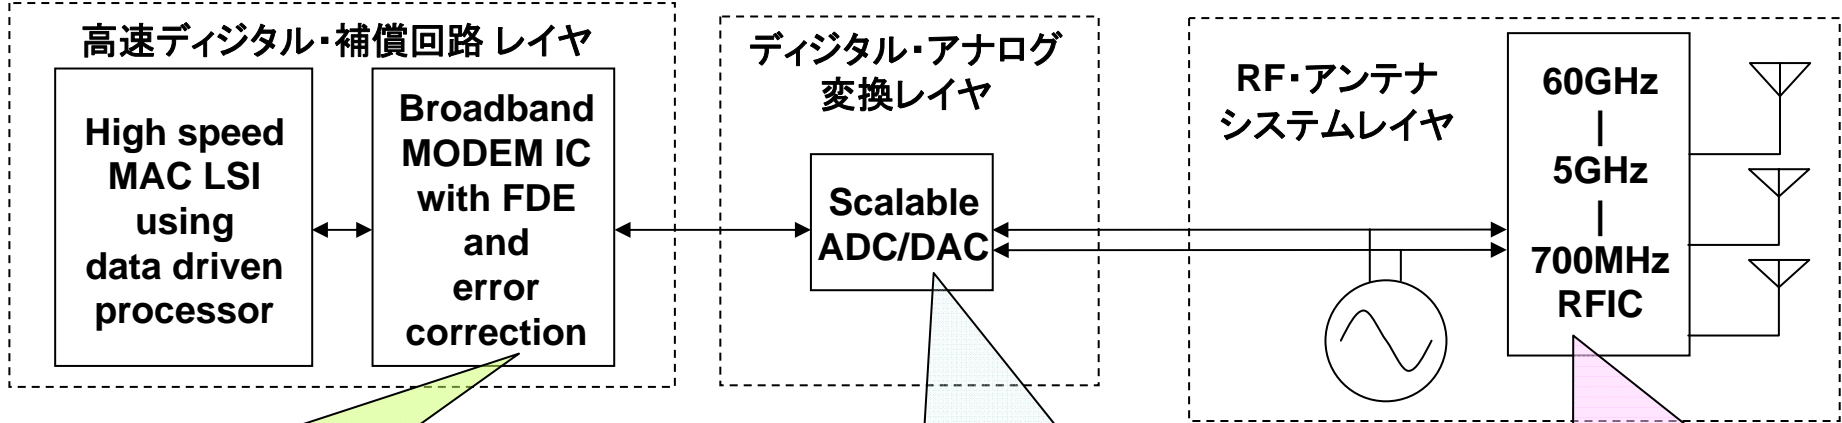 高速ディジタル・補償回路 レイヤ
High speed
MAC LSI
using
data driven
processor
Broadband
MODEM IC
with FDE
and
error
correction
ディジタル・アナログ
変換レイヤ
Scalable
ADC/DAC
RF・アンテナ
システムレイヤ
60GHz
|
5GHz
|
700MHz
RFIC